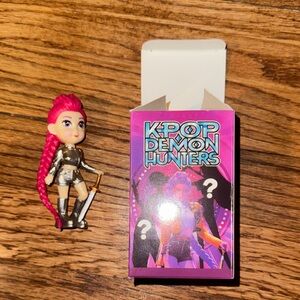 K-POP
DEMON
HUNTERS
?
?